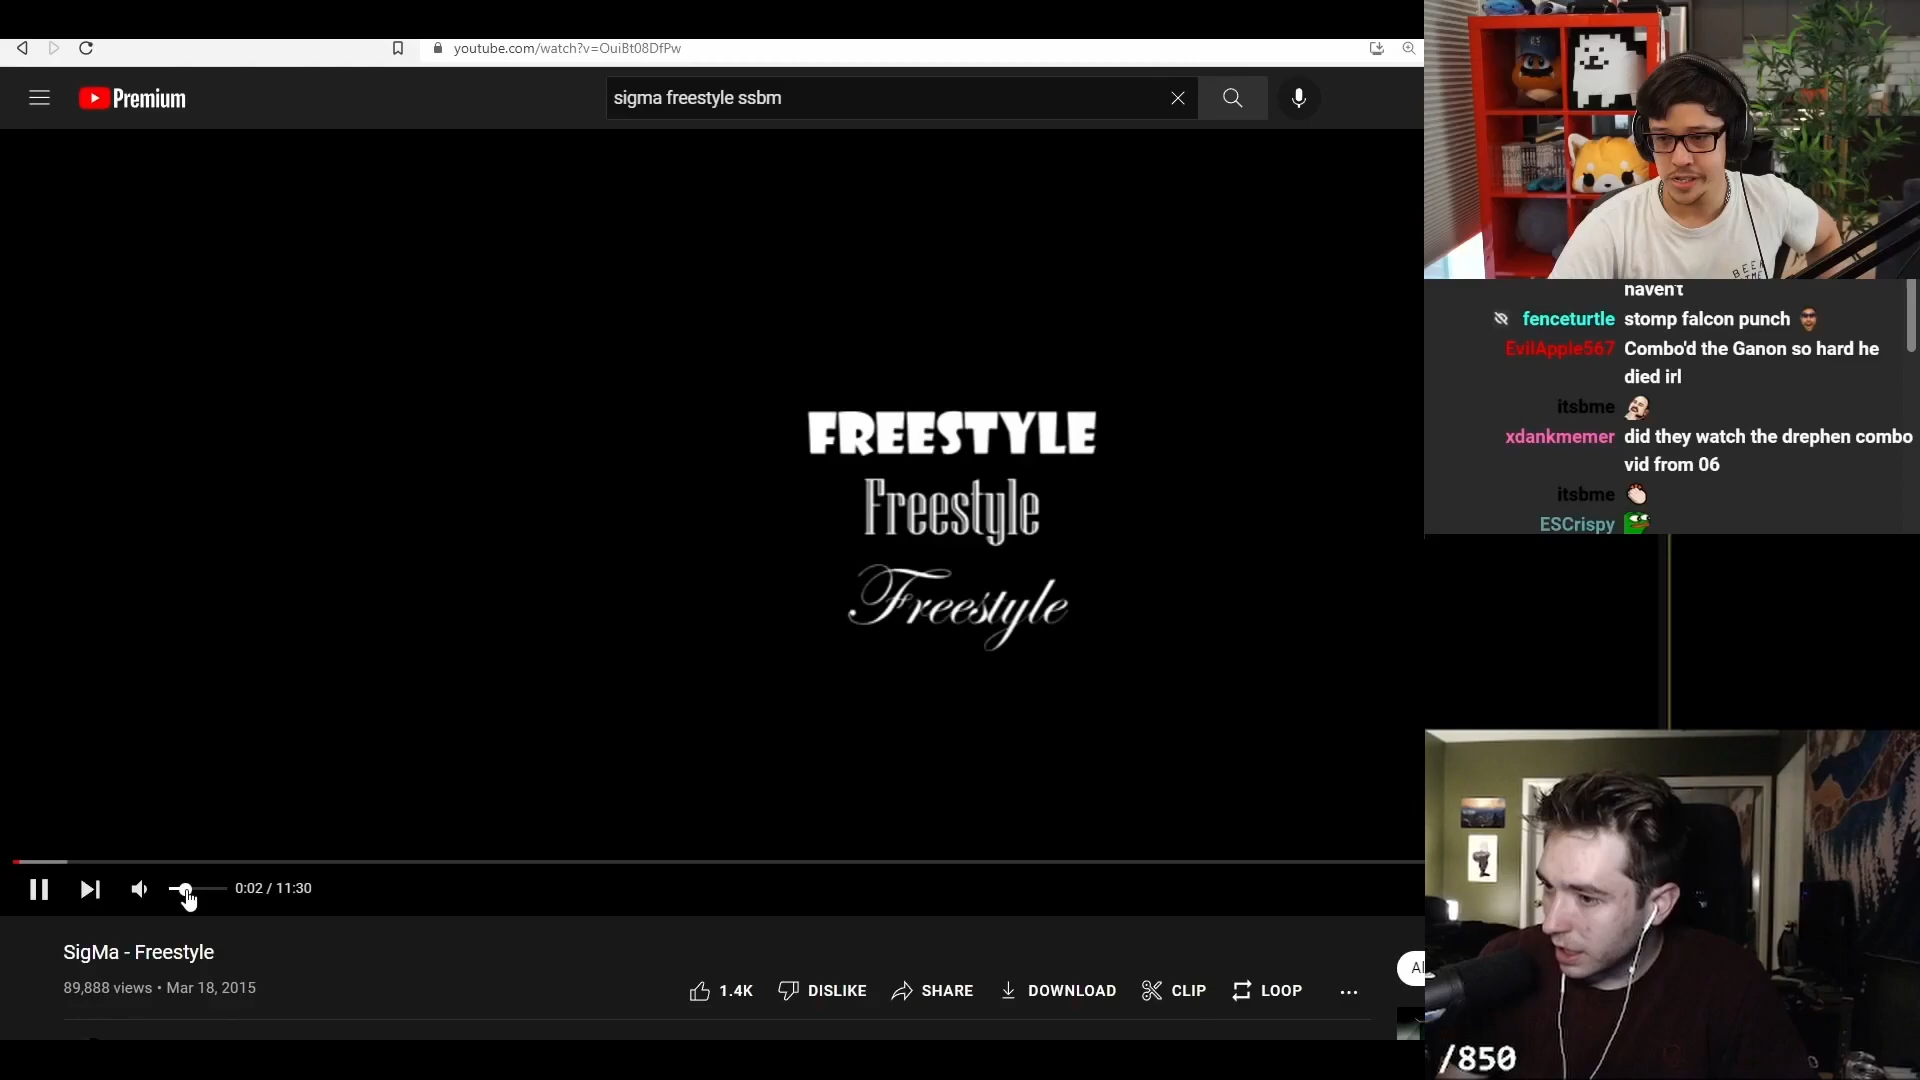 youtube.com/watch?v=OuiBt08DfPw
Premium
sigma freestyle ssbm
FREESTYLE
Freestyle
Freestyle
0:02 / 11:30
SigMa - Freestyle
89,888 views • Mar 18, 2015
1.4K
DISLIKE
SHARE
DOWNLOAD
CLIP
LOOP
haven't
fenceturtle stomp falcon punch
EvilApple567 Combo'd the Ganon so hard he
died irl
itsbme
xdankmemer did they watch the drephen combo
vid from 06
itsbme
ESCrispy
/850